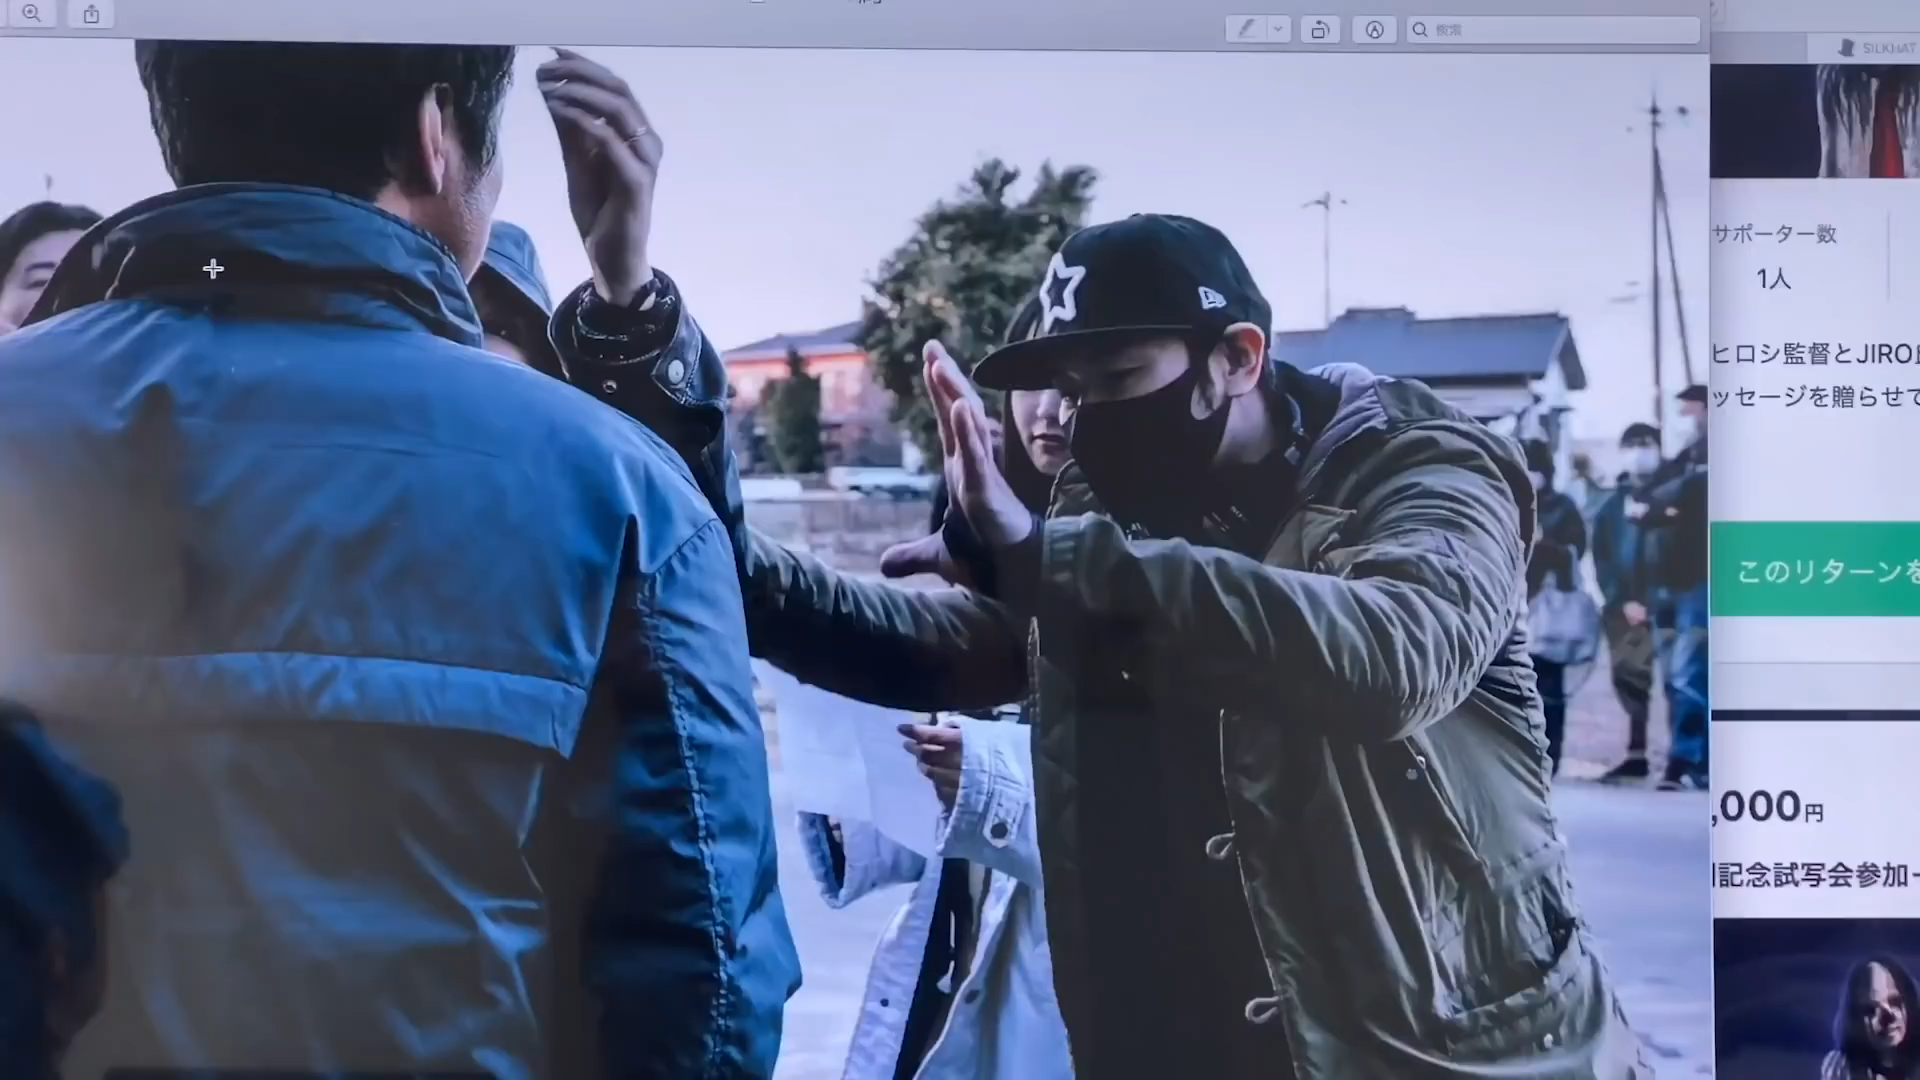 検索
SILKHAT
サポーター数
1人
ヒロシ監督とJIRO
ッセージを贈らせて
このリターンを
,000円
記念試写会参加